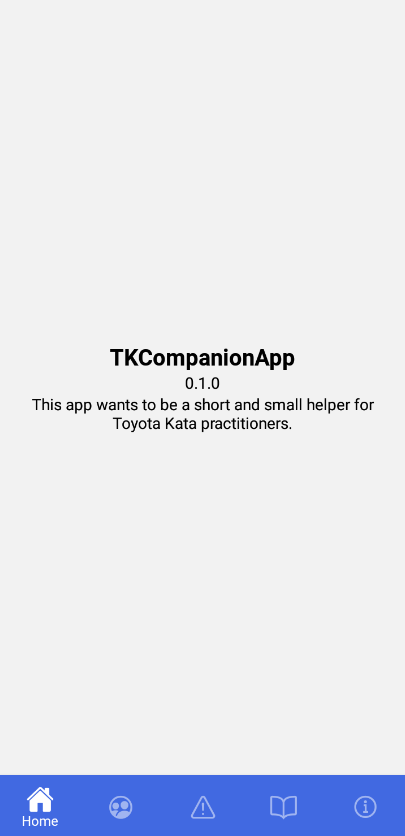 TKCompanionApp
0.1.0
This app wants to be a short and small helper for
Toyota Kata practitioners.
Home